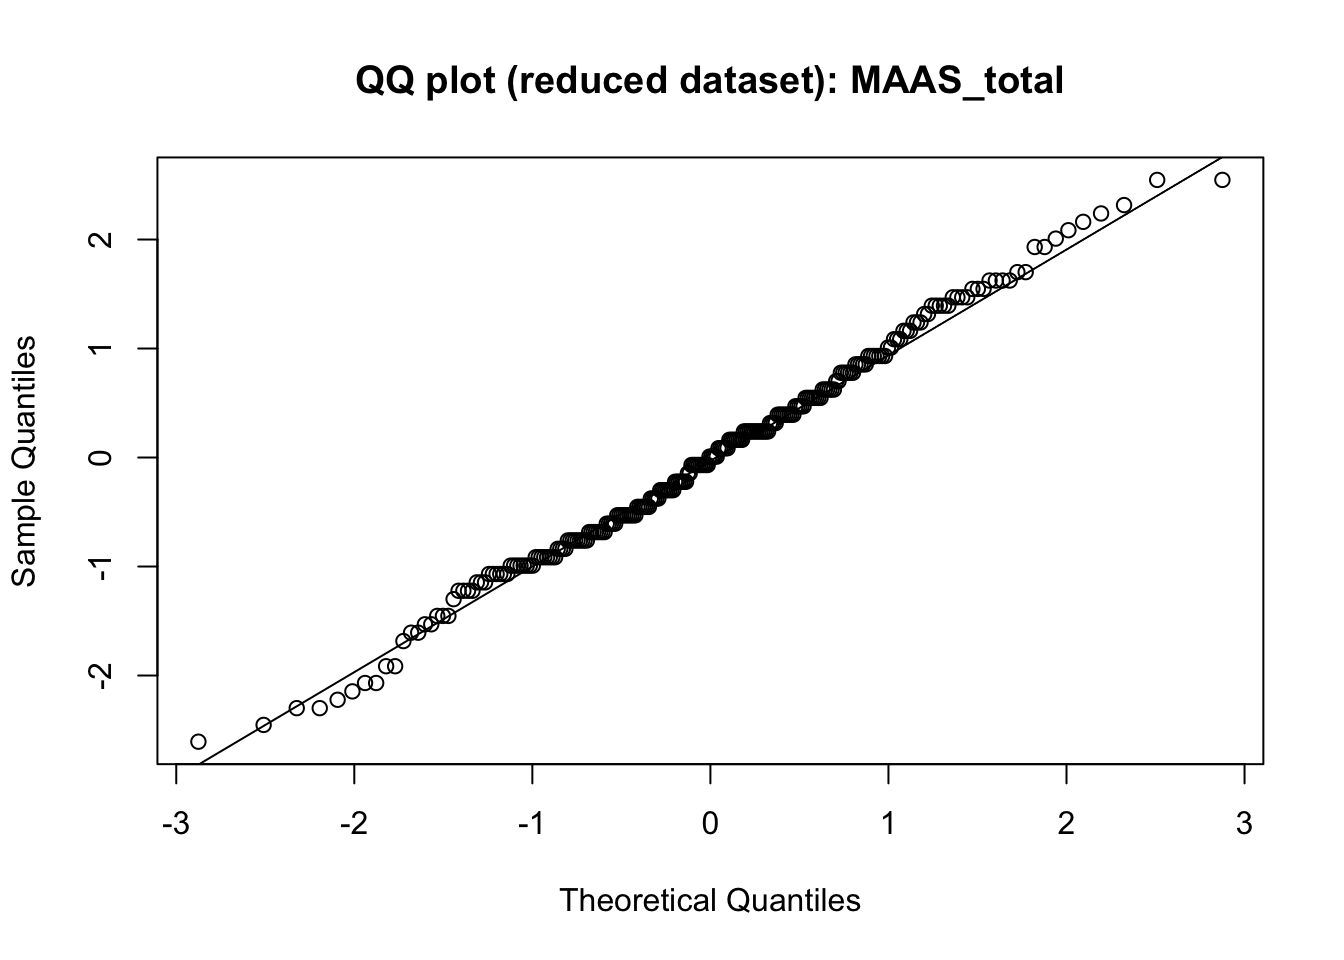 QQ plot (reduced dataset): MAAS_total
Sample Quantiles
2
1
0
-1
-2
-3 -2 -1 0 1 2 3
Theoretical Quantiles